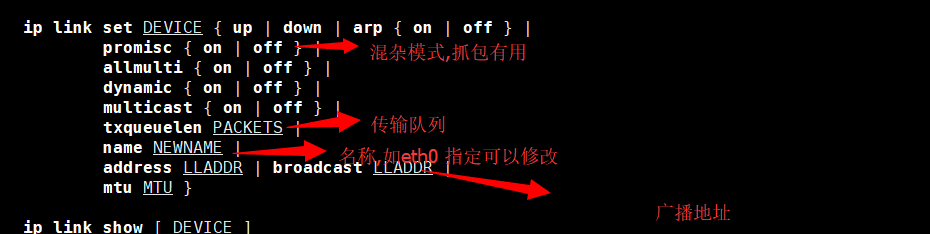 ip link set DEVICE { up | down | arp { on | off } |
promisc { on | off } | 混杂模式,抓包有用
allmulti { on | off } |
dynamic { on | off } |
multicast { on | off } |
txqueuelen PACKETS | 传输队列
name NEWNAME | 名称,如eth0 指定可以修改
address LLADDR | broadcast LLADDR |
mtu MTU }
广播地址
ip link show [ DEVICE ]